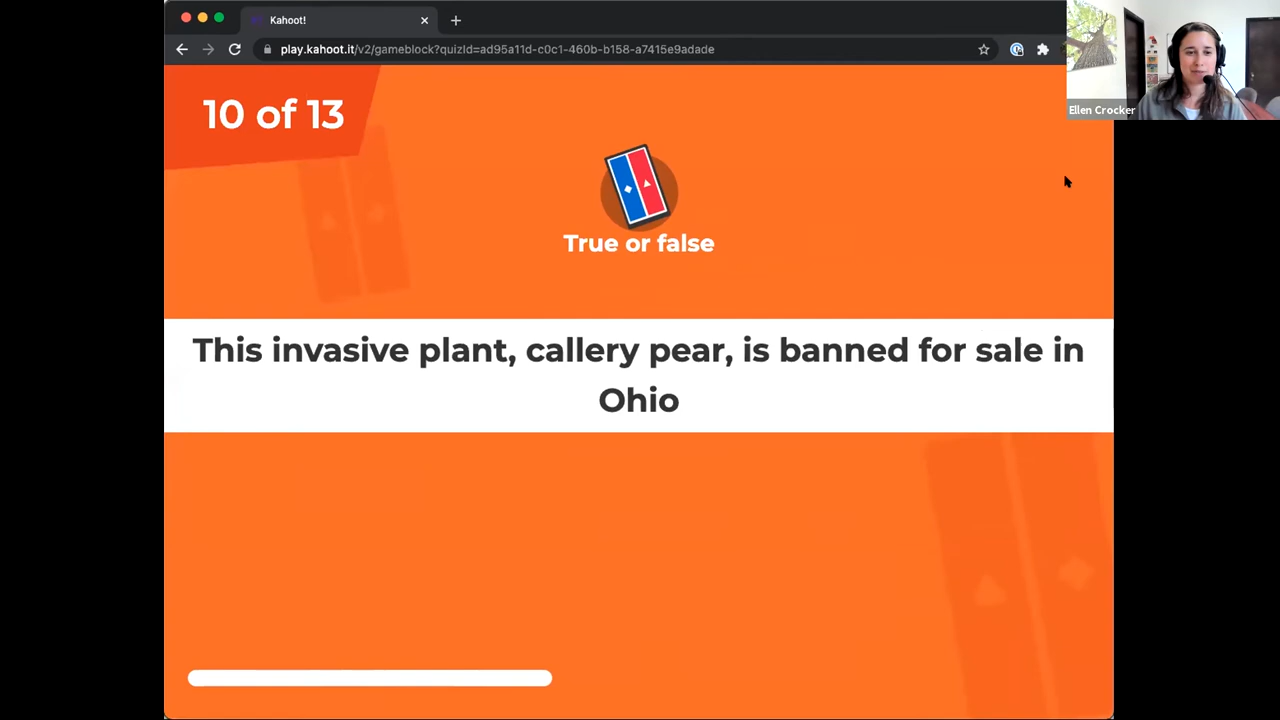 Kahoot!
play.kahoot.it/v2/gameblock?quizId=ad95a11d-c0c1-460b-b158-a7415e9adade
Ellen Crocker
10 of 13
True or false
This invasive plant, callery pear, is banned for sale in
Ohio